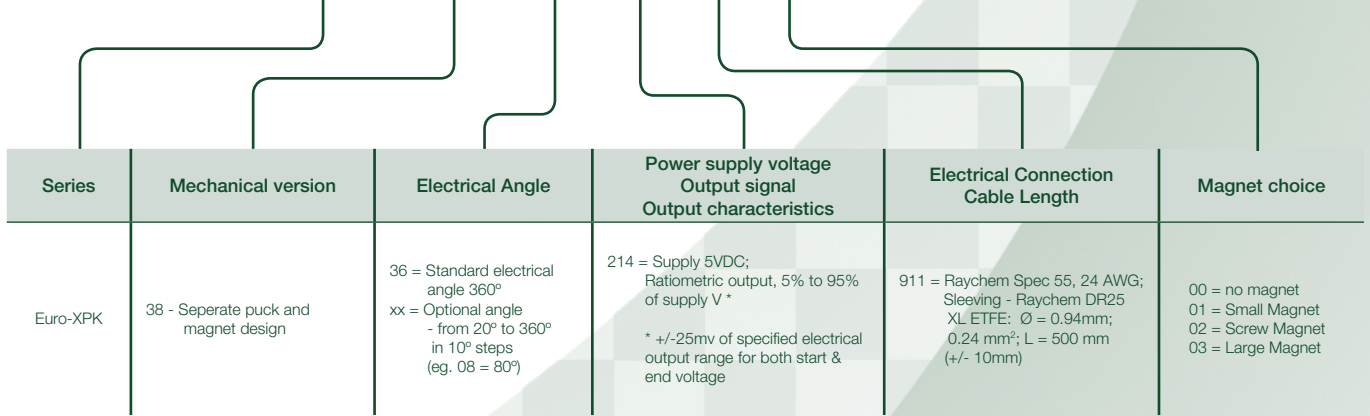 Series
Mechanical version
Electrical Angle
Power supply voltage
Output signal
Output characteristics
Electrical Connection
Cable Length
Magnet choice
Euro-XPK
38 - Seperate puck and
magnet design
36 = Standard electrical
angle 360º
xx = Optional angle
- from 20º to 360º
in 10º steps
(eg. 08 = 80º)
214 = Supply 5VDC;
Ratiometric output, 5% to 95%
of supply V *
* +/-25mv of specified electrical
output range for both start &
end voltage
911 = Raychem Spec 55, 24 AWG;
Sleeving - Raychem DR25
XL ETFE: Ø = 0.94mm;
0.24 mm²; L = 500 mm
(+/- 10mm)
00 = no magnet
01 = Small Magnet
02 = Screw Magnet
03 = Large Magnet